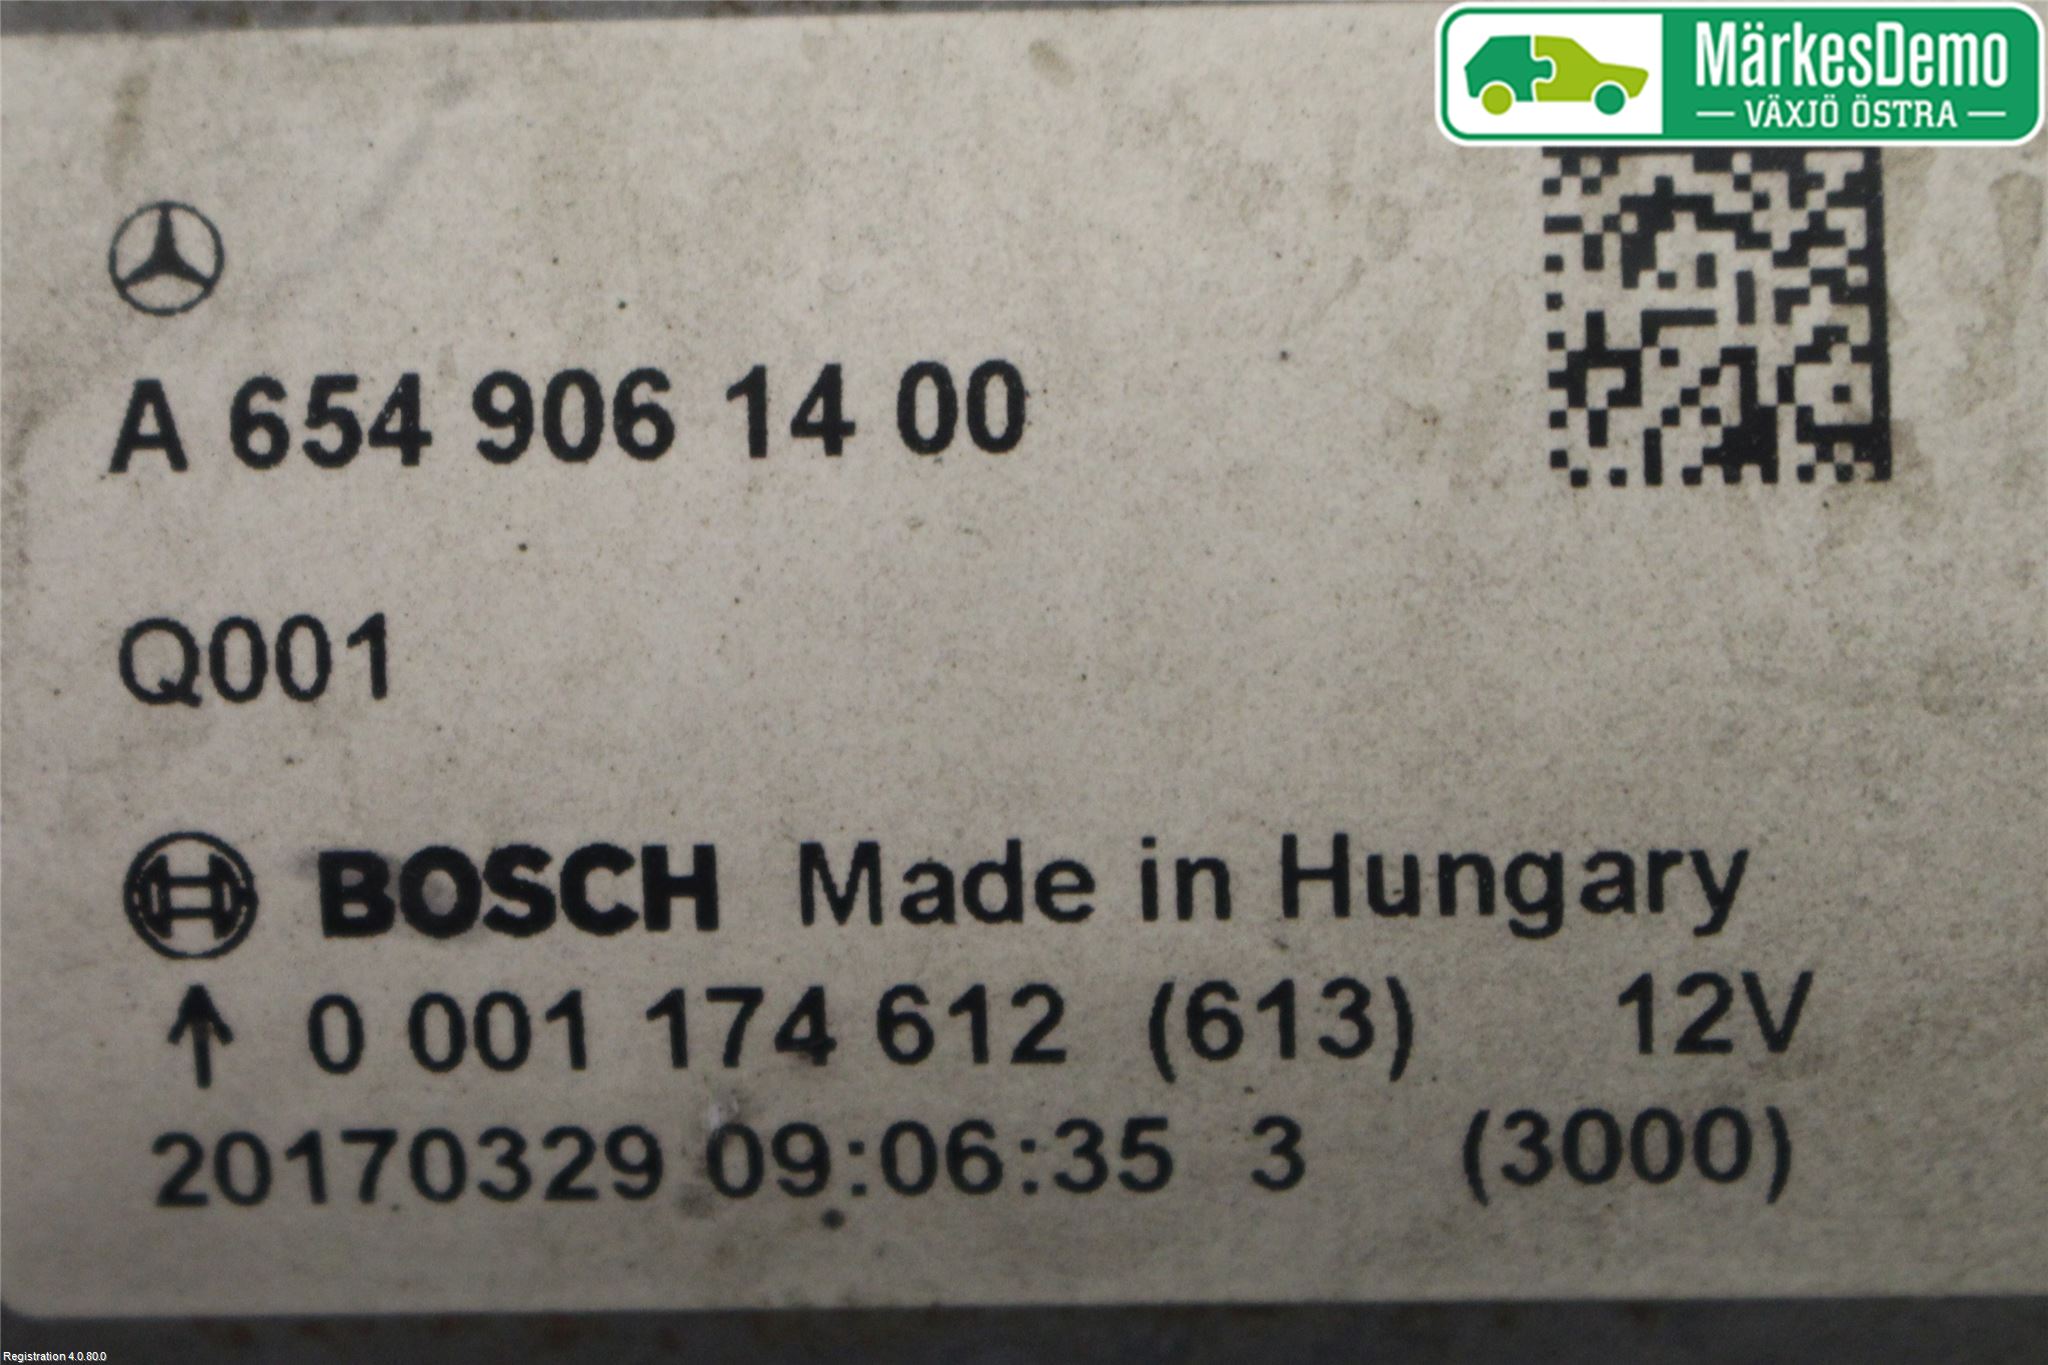 MärkesDemo
VÄXJÖ ÖSTRA
A 654 906 14 00
Q001
BOSCH Made in Hungary
↑ 0 001 174 612 (613) 12V
20170329 09:06:35 3 (3000)
Registration 4.0.80.0